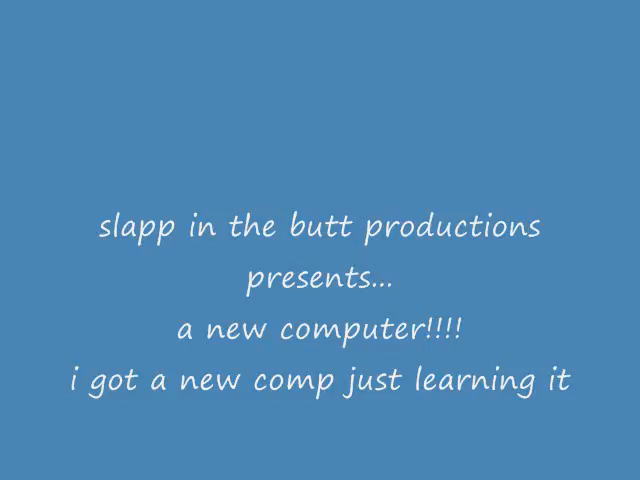 slapp in the butt productions
presents...
a new computer!!!!
i got a new comp just learning it